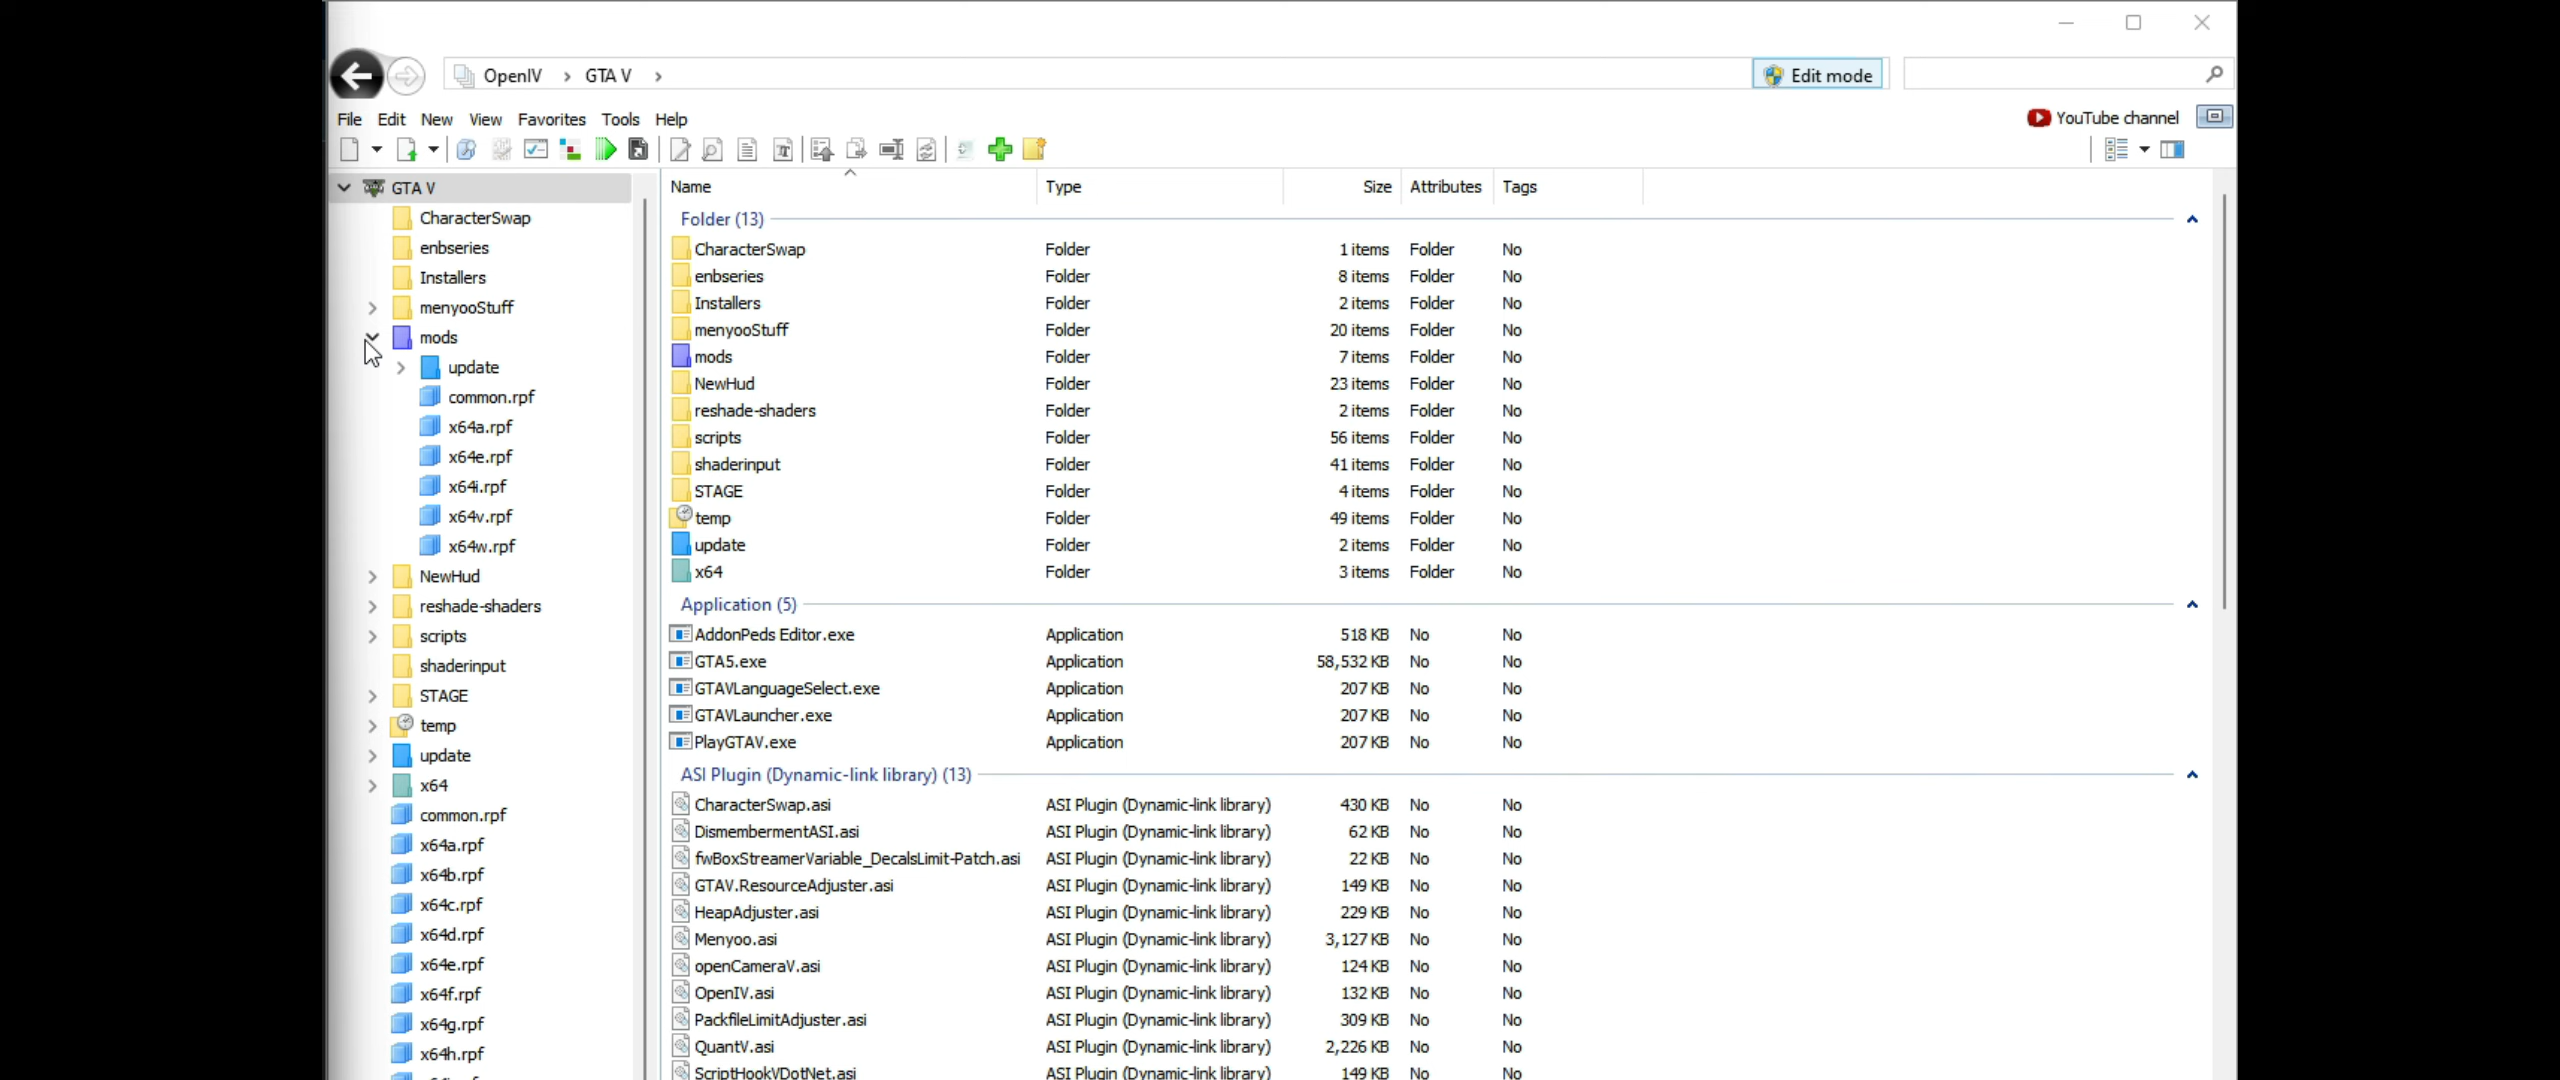 OpenIV > GTA V >
Edit mode
File Edit New View Favorites Tools Help
YouTube channel
GTA V
CharacterSwap
enbseries
Installers
menyooStuff
mods
update
common.rpf
x64a.rpf
x64e.rpf
x64i.rpf
x64v.rpf
x64w.rpf
NewHud
reshade-shaders
scripts
shaderinput
STAGE
temp
update
x64
common.rpf
x64a.rpf
x64b.rpf
x64c.rpf
x64d.rpf
x64e.rpf
x64f.rpf
x64g.rpf
x64h.rpf
Name Type Size Attributes Tags
Folder (13)
CharacterSwap Folder 1 items Folder No
enbseries Folder 8 items Folder No
Installers Folder 2 items Folder No
menyooStuff Folder 20 items Folder No
mods Folder 7 items Folder No
NewHud Folder 23 items Folder No
reshade-shaders Folder 2 items Folder No
scripts Folder 56 items Folder No
shaderinput Folder 41 items Folder No
STAGE Folder 4 items Folder No
temp Folder 49 items Folder No
update Folder 2 items Folder No
x64 Folder 3 items Folder No
Application (5)
AddonPeds Editor.exe Application 518 KB No No
GTA5.exe Application 58,532 KB No No
GTAVLanguageSelect.exe Application 207 KB No No
GTAVLauncher.exe Application 207 KB No No
PlayGTAV.exe Application 207 KB No No
ASI Plugin (Dynamic-link library) (13)
CharacterSwap.asi ASI Plugin (Dynamic-link library) 430 KB No No
DismembermentASI.asi ASI Plugin (Dynamic-link library) 62 KB No No
fwBoxStreamerVariable_DecalsLimit-Patch.asi ASI Plugin (Dynamic-link library) 22 KB No No
GTAV.ResourceAdjuster.asi ASI Plugin (Dynamic-link library) 149 KB No No
HeapAdjuster.asi ASI Plugin (Dynamic-link library) 229 KB No No
Menyoo.asi ASI Plugin (Dynamic-link library) 3,127 KB No No
openCameraV.asi ASI Plugin (Dynamic-link library) 124 KB No No
OpenIV.asi ASI Plugin (Dynamic-link library) 132 KB No No
PackfileLimitAdjuster.asi ASI Plugin (Dynamic-link library) 309 KB No No
QuantV.asi ASI Plugin (Dynamic-link library) 2,226 KB No No
ScriptHookVDotNet.asi ASI Plugin (Dynamic-link library) 149 KB No No